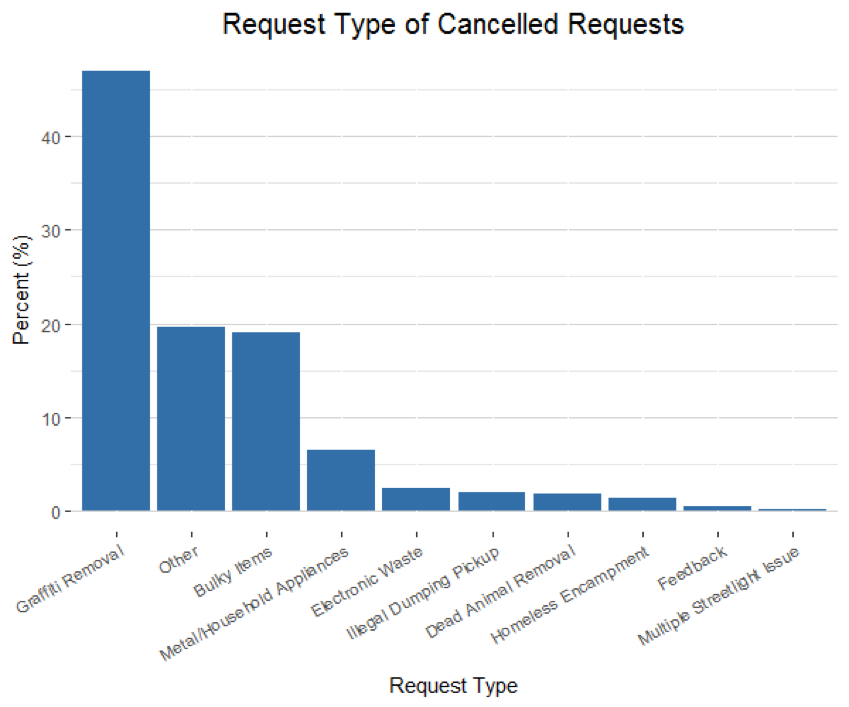 Request Type of Cancelled Requests
Percent (%)
40
30
20
10
0
Graffiti Removal
Other
Bulky Items
Metal/Household Appliances
Electronic Waste
Illegal Dumping Pickup
Dead Animal Removal
Homeless Encampment
Feedback
Multiple Streetlight Issue
Request Type